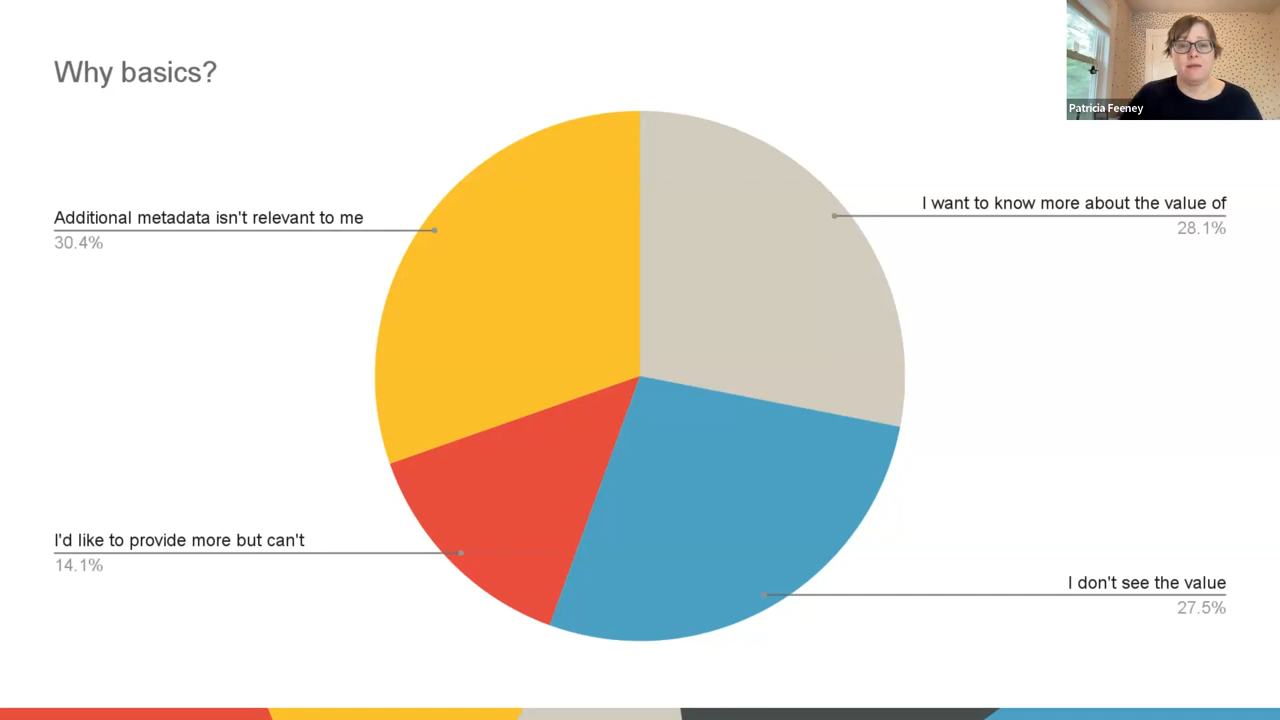 Why basics?
Patricia Feeney
Additional metadata isn't relevant to me
30.4%
I want to know more about the value of
28.1%
I'd like to provide more but can't
14.1%
I don't see the value
27.5%